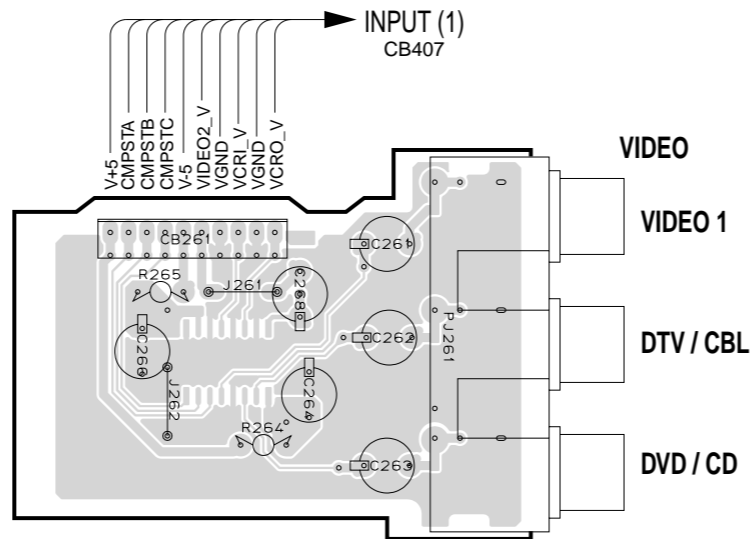 INPUT (1)
CB407
V+5
CMPSTA
CMPSTB
CMPSTC
V-5
VIDEO2_V
VGND
VCRI_V
VGND
VCRO_V
VIDEO
VIDEO 1
DTV / CBL
DVD / CD
CB261
C261
R265
J261
C268
C262
PJ261
C266
J262
C264
R264
C263